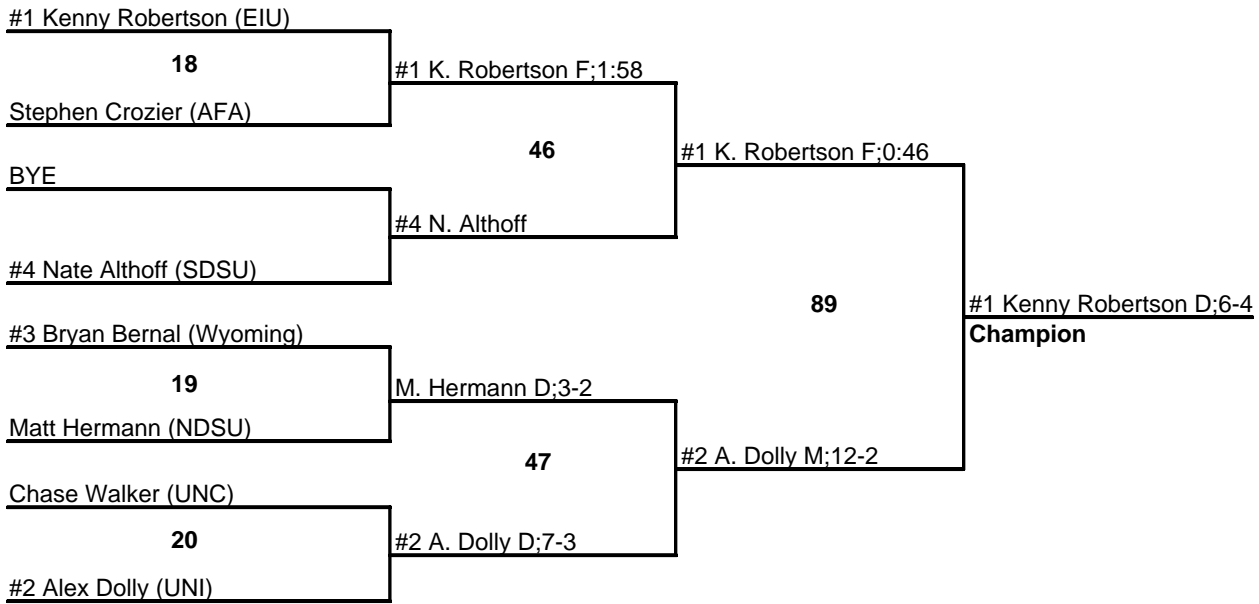 #1 Kenny Robertson (EIU)
18
#1 K. Robertson F;1:58
Stephen Crozier (AFA)
46
#1 K. Robertson F;0:46
BYE
#4 N. Althoff
#4 Nate Althoff (SDSU)
89
#1 Kenny Robertson D;6-4
Champion
#3 Bryan Bernal (Wyoming)
19
M. Hermann D;3-2
Matt Hermann (NDSU)
47
#2 A. Dolly M;12-2
Chase Walker (UNC)
20
#2 A. Dolly D;7-3
#2 Alex Dolly (UNI)